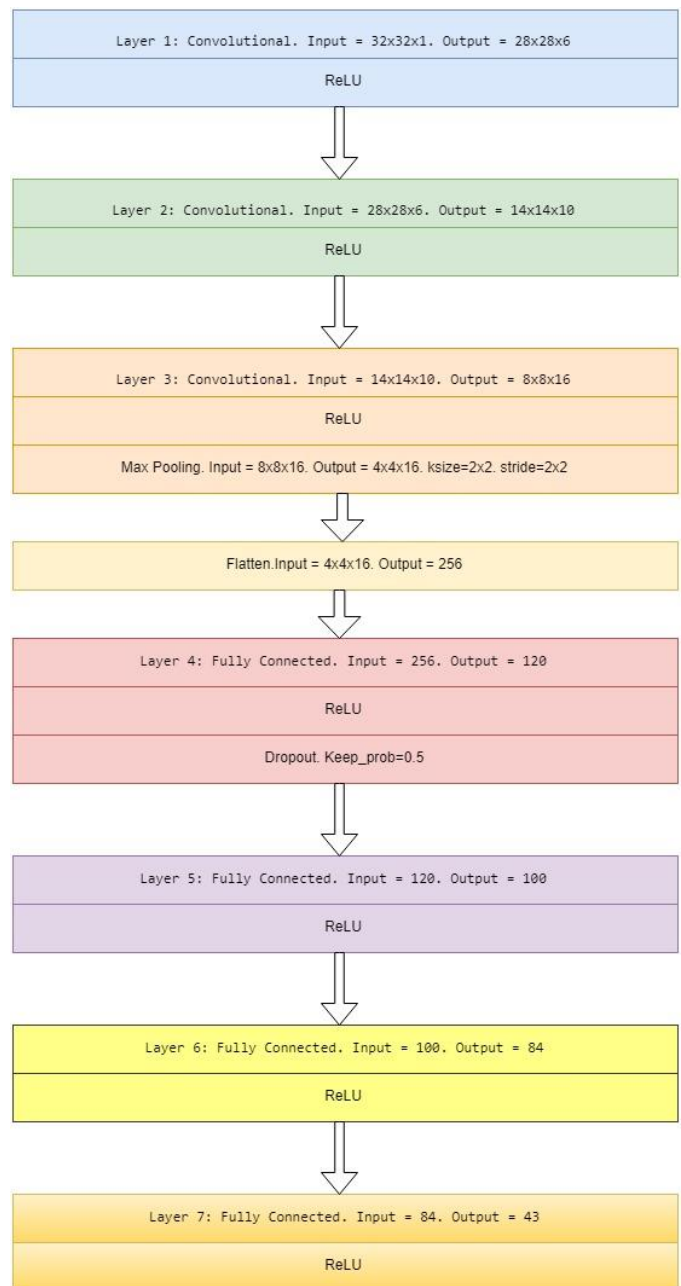 Layer 1: Convolutional. Input = 32x32x1. Output = 28x28x6
ReLU
Layer 2: Convolutional. Input = 28x28x6. Output = 14x14x10
ReLU
Layer 3: Convolutional. Input = 14x14x10. Output = 8x8x16
ReLU
Max Pooling. Input = 8x8x16. Output = 4x4x16. ksize=2x2. stride=2x2
Flatten.Input = 4x4x16. Output = 256
Layer 4: Fully Connected. Input = 256. Output = 120
ReLU
Dropout. Keep_prob=0.5
Layer 5: Fully Connected. Input = 120. Output = 100
ReLU
Layer 6: Fully Connected. Input = 100. Output = 84
ReLU
Layer 7: Fully Connected. Input = 84. Output = 43
ReLU